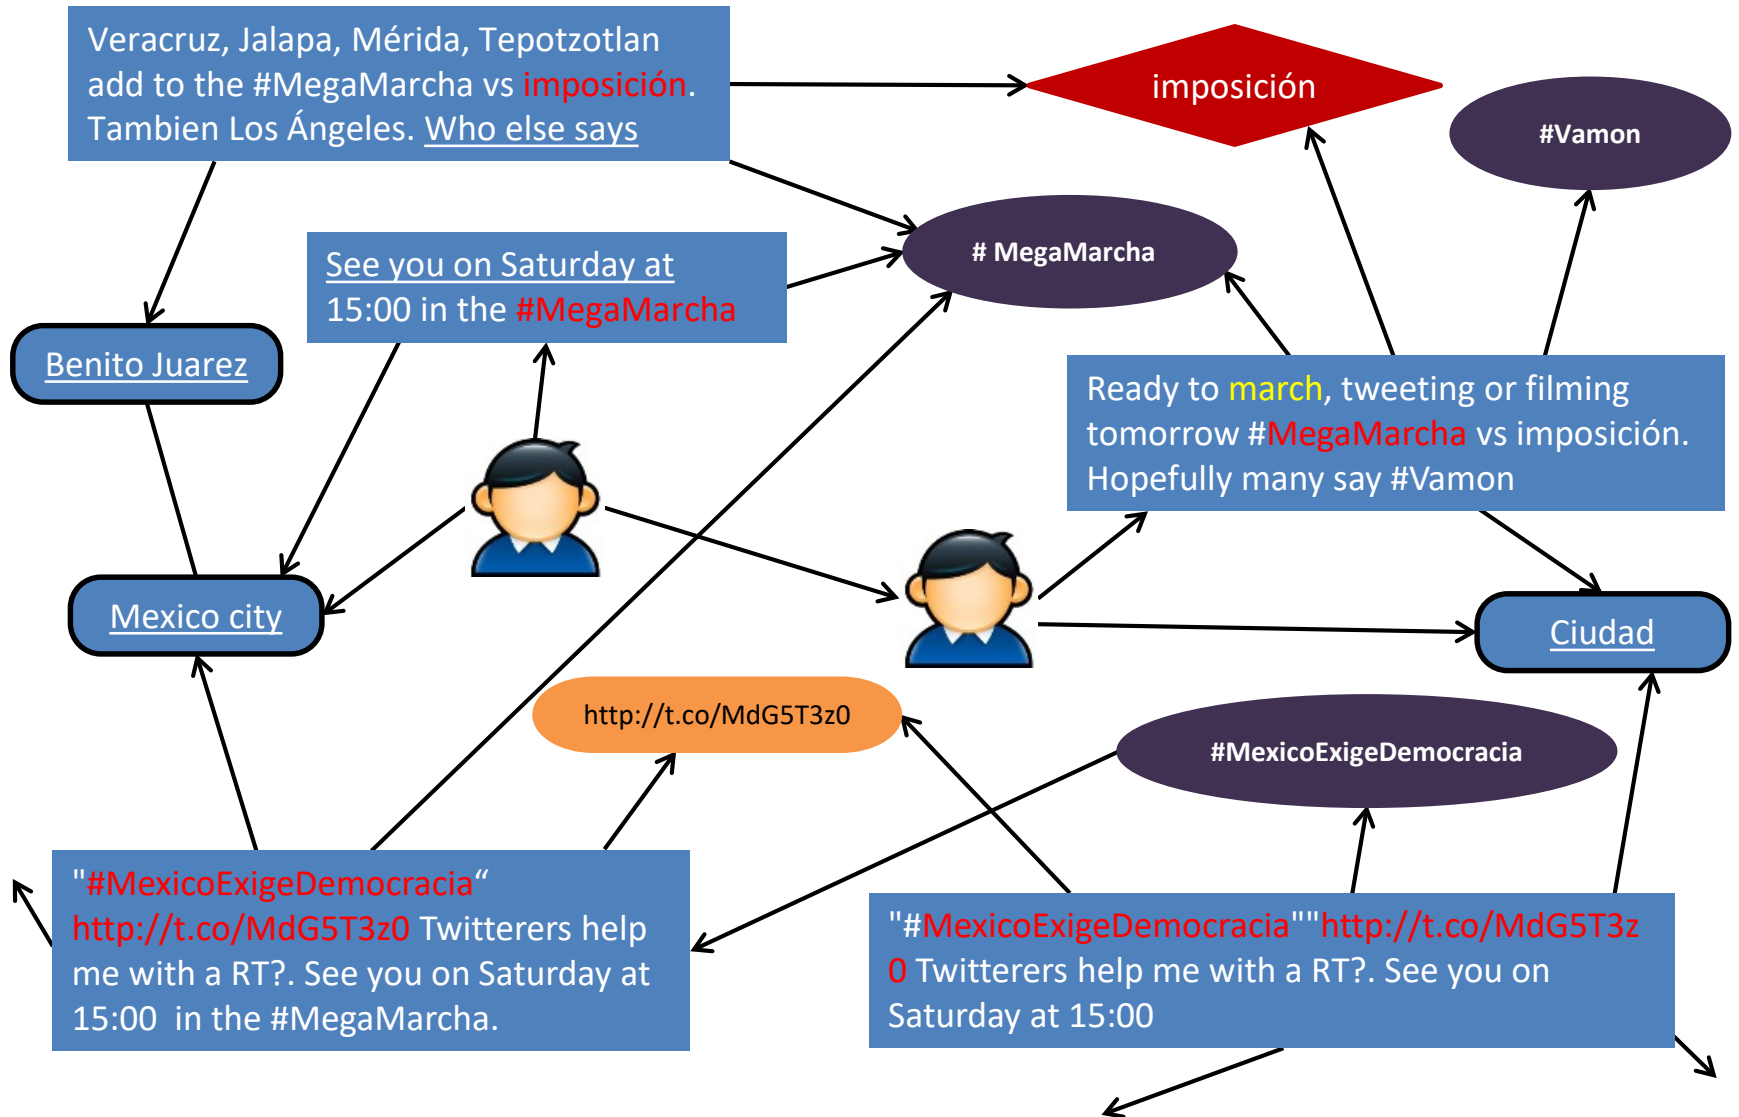 Veracruz, Jalapa, Mérida, Tepotzotlan
add to the #MegaMarcha vs imposición.
Tambien Los Ángeles. Who else says
imposición
#Vamon
# MegaMarcha
See you on Saturday at
15:00 in the #MegaMarcha
Benito Juarez
Ready to march, tweeting or filming
tomorrow #MegaMarcha vs imposición.
Hopefully many say #Vamon
Mexico city
Ciudad
http://t.co/MdG5T3z0
#MexicoExigeDemocracia
"#MexicoExigeDemocracia“
http://t.co/MdG5T3z0 Twitterers help
me with a RT?. See you on Saturday at
15:00  in the #MegaMarcha.
"#MexicoExigeDemocracia""http://t.co/MdG5T3z
0 Twitterers help me with a RT?. See you on
Saturday at 15:00